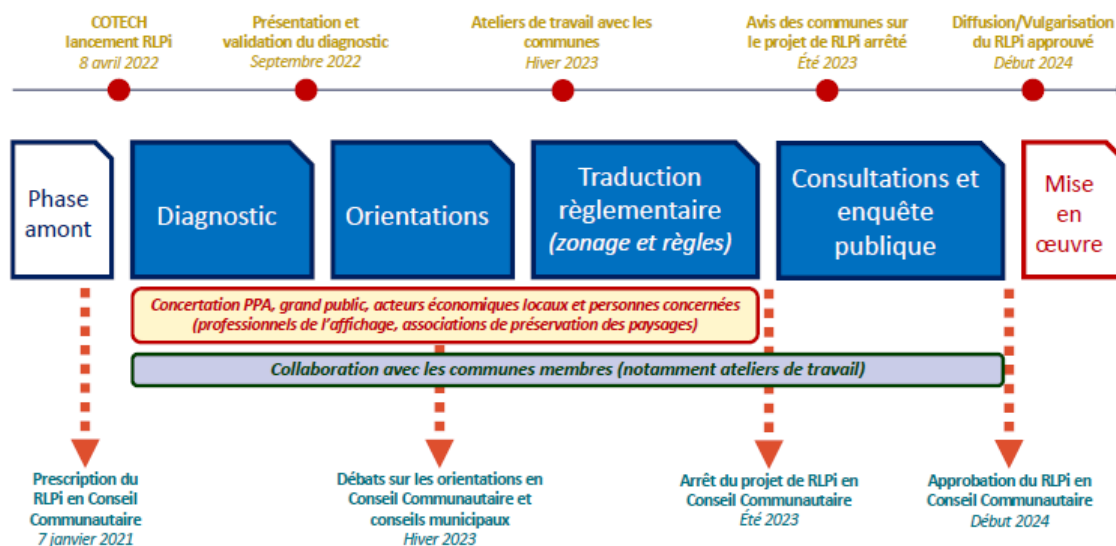 COTECH
lancement RLPi
8 avril 2022
Présentation et
validation du diagnostic
Septembre 2022
Ateliers de travail avec les
communes
Hiver 2023
Avis des communes sur
le projet de RLPi arrêté
Été 2023
Diffusion/Vulgarisation
du RLPi approuvé
Début 2024
Phase
amont
Diagnostic
Orientations
Traduction
règlementaire
(zonage et règles)
Consultations et
enquête
publique
Mise
en
œuvre
Concertation PPA, grand public, acteurs économiques locaux et personnes concernées
(professionnels de l'affichage, associations de préservation des paysages)
Collaboration avec les communes membres (notamment ateliers de travail)
Prescription du
RLPi en Conseil
Communautaire
7 janvier 2021
Débats sur les orientations en
Conseil Communautaire et
conseils municipaux
Hiver 2023
Arrêt du projet de RLPi en
Conseil Communautaire
Été 2023
Approbation du RLPi en
Conseil Communautaire
Début 2024